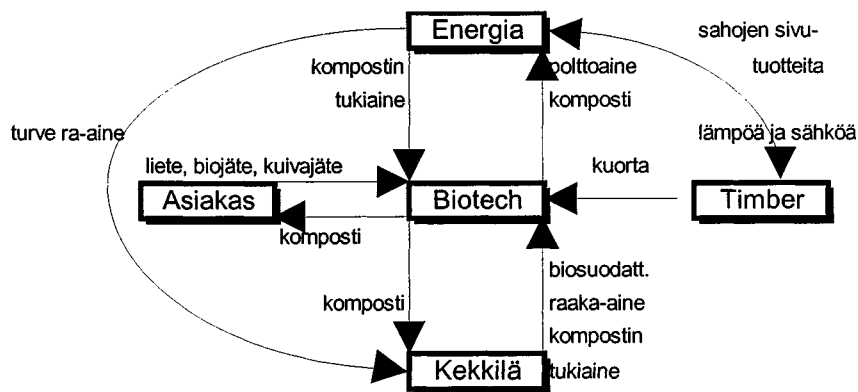 Energia
sahojen sivu-
tuotteita
kompostin
tukiaine
polttoaine
komposti
turve ra-aine
lämpöä ja sähköä
liete, biojäte, kuivajäte
kuorta
Asiakas
Biotech
Timber
komposti
komposti
biosuodatt.
raaka-aine
kompostin
tukiaine
Kekkilä